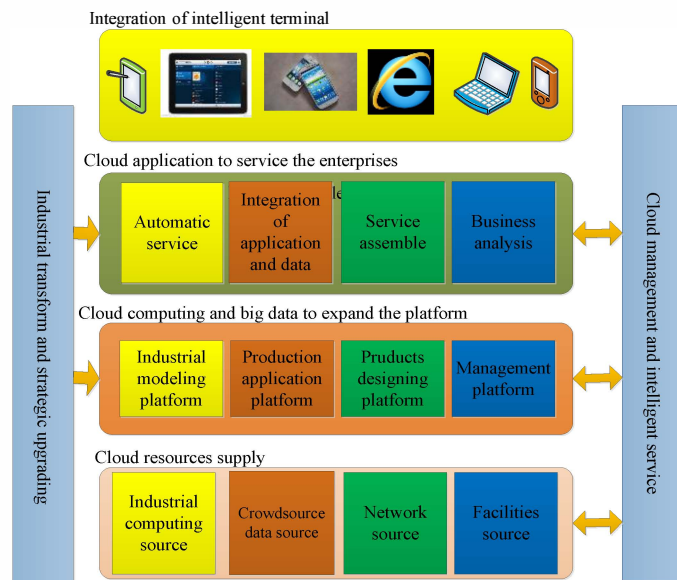 Integration of intelligent terminal
Cloud application to service the enterprises
Automatic
service
Integration
of
application
and data
Service
assemble
Business
analysis
Cloud computing and big data to expand the platform
Industrial
modeling
platform
Production
application
platform
Pruducts
designing
platform
Management
platform
Cloud resources supply
Industrial
computing
source
Crowdsource
data source
Network
source
Facilities
source
Industrial transform and strategic upgrading
Cloud management and intelligent service